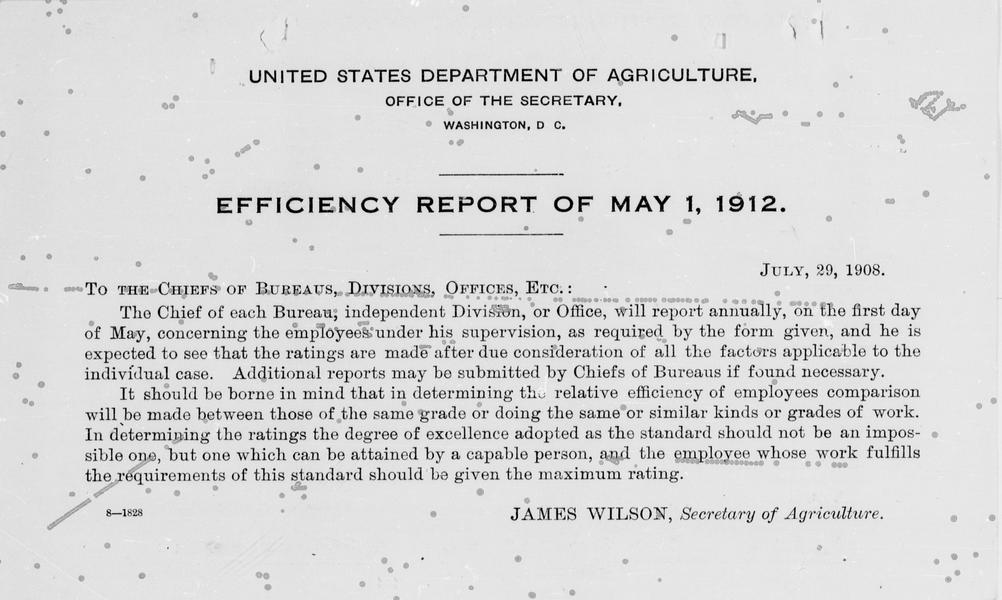 UNITED STATES DEPARTMENT OF AGRICULTURE,
OFFICE OF THE SECRETARY,
WASHINGTON, D C.
EFFICIENCY REPORT OF MAY 1, 1912.
JULY, 29, 1908.
TO THE CHIEFS OF BUREAUS, DIVISIONS, OFFICES, ETC.:
The Chief of each Bureau, independent Division, or Office, will report annually, on the first day
of May, concerning the employees under his supervision, as required by the form given, and he is
expected to see that the ratings are made after due consideration of all the factors applicable to the
individual case. Additional reports may be submitted by Chiefs of Bureaus if found necessary.
It should be borne in mind that in determining the relative efficiency of employees comparison
will be made between those of the same grade or doing the same or similar kinds or grades of work.
In determining the ratings the degree of excellence adopted as the standard should not be an impos-
sible one, but one which can be attained by a capable person, and the employee whose work fulfills
the requirements of this standard should be given the maximum rating.
8—1828
JAMES WILSON, Secretary of Agriculture.